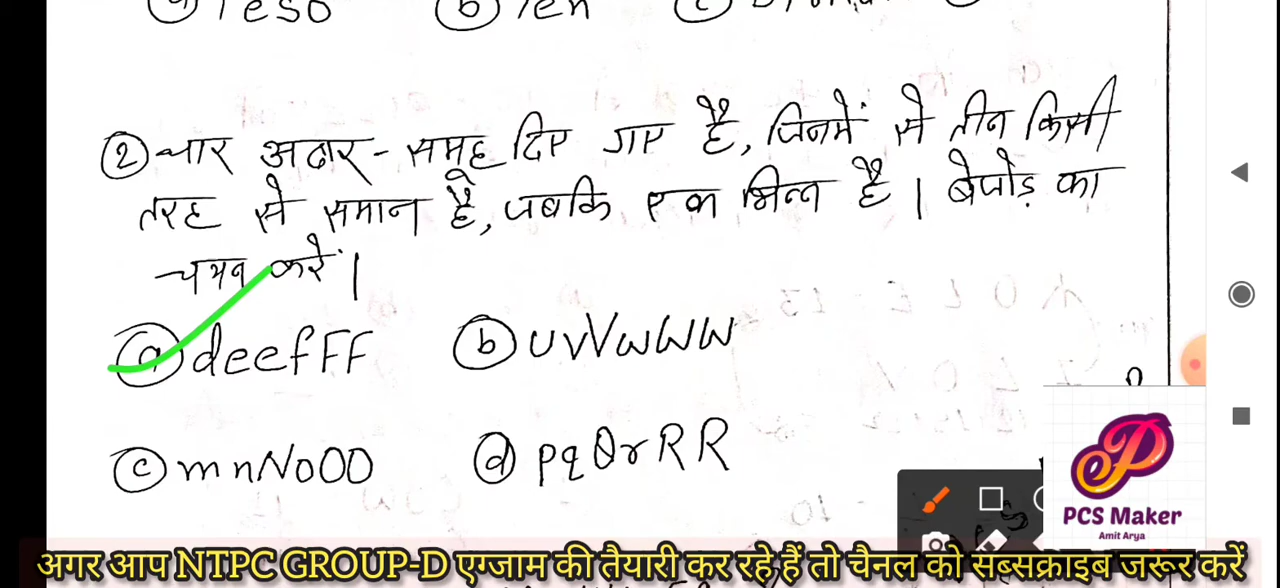 ② चार अक्षर-समूह दिए गए है, जिनमें से तीन किसी
तरह से समान है, जबकि एक भिन्न है । बेजोड़ का
चयन करें।
ⓐ deefFF ⓑ uvVwWW
ⓒ mnNoOO ⓓ pqQrRR
PCS Maker
Amit Arya
अगर आप NTPC GROUP-D एग्जाम की तैयारी कर रहे हैं तो चैनल को सब्सक्राइब जरूर करें